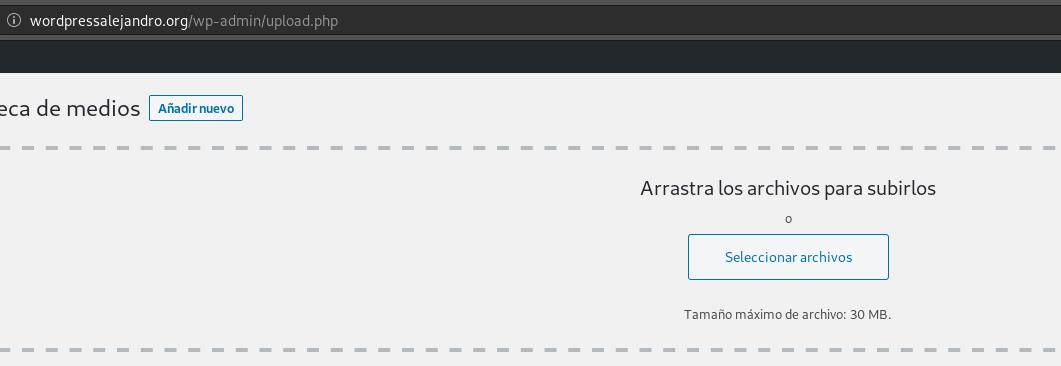 wordpressalejandro.org/wp-admin/upload.php
eca de medios Añadir nuevo
Arrastra los archivos para subirlos
o
Seleccionar archivos
Tamaño máximo de archivo: 30 MB.